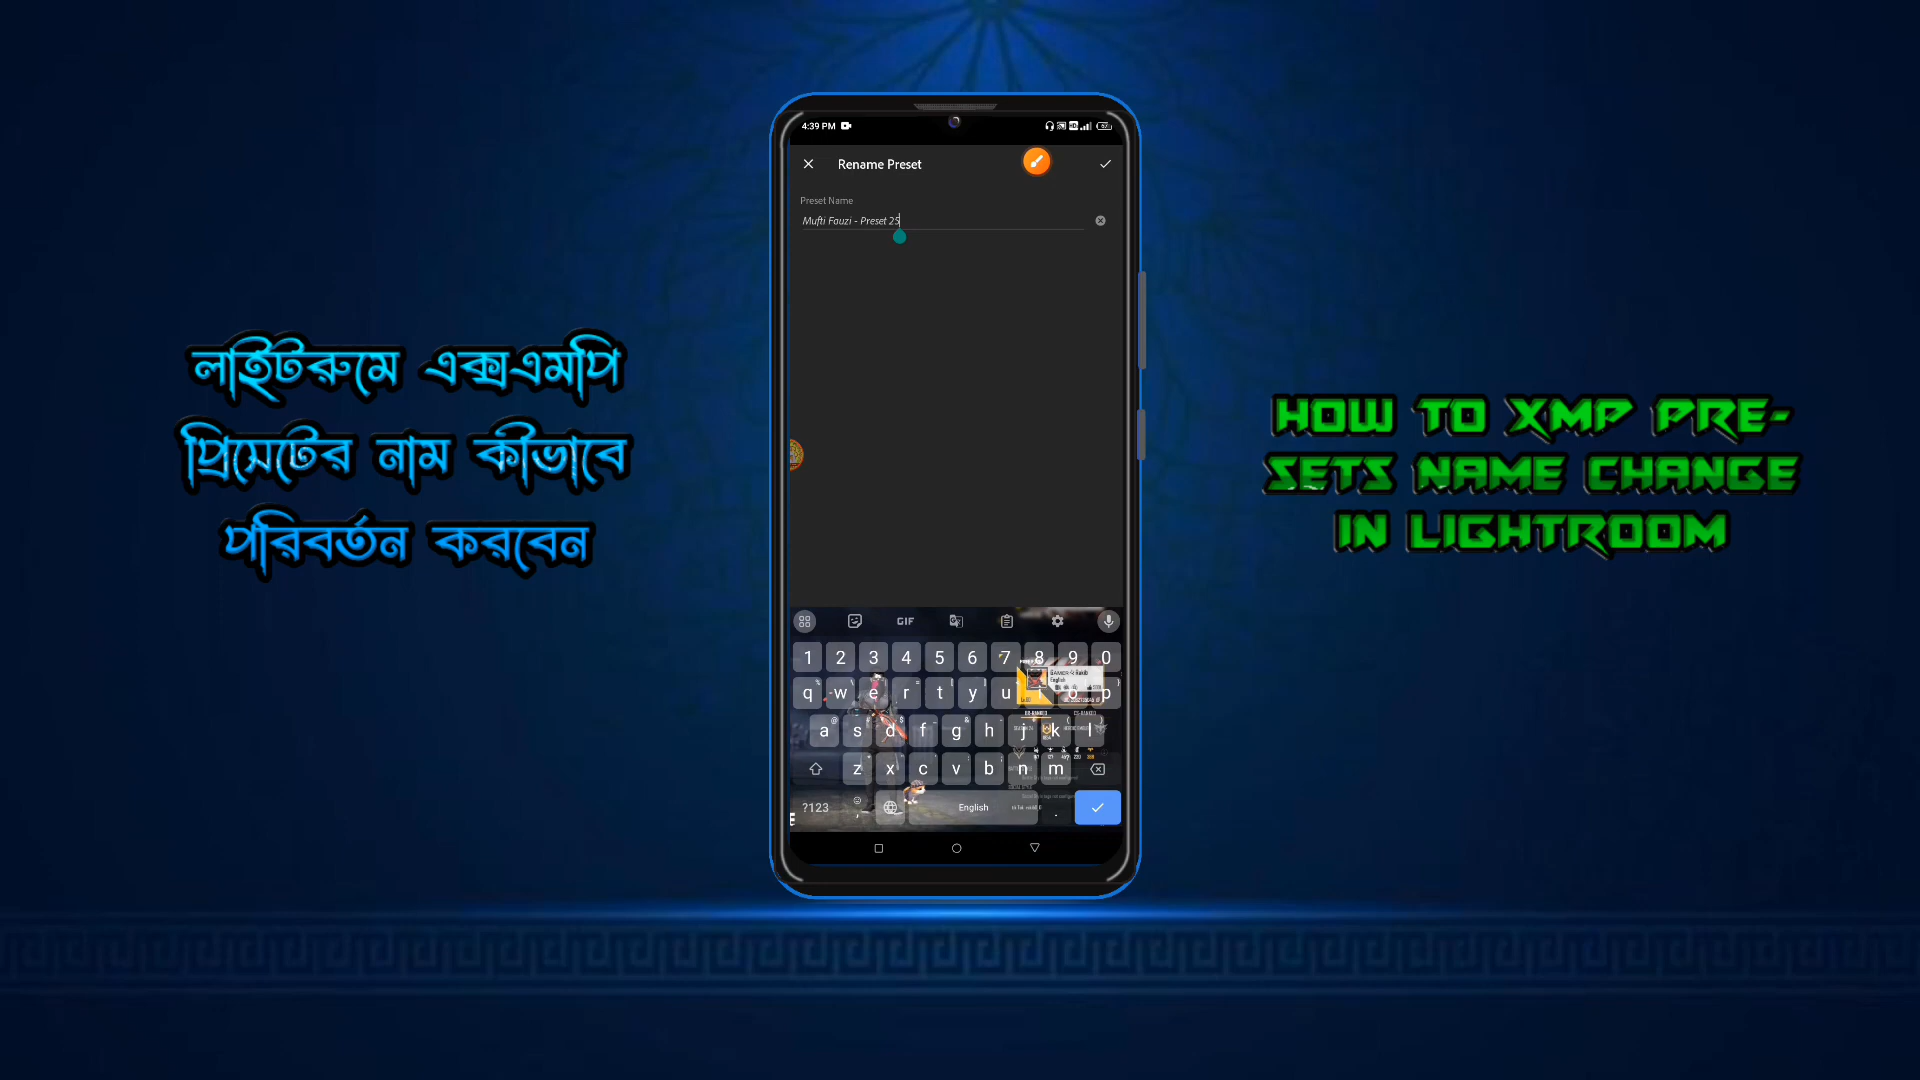 লাইটরুমে এক্সএমপি
প্রিসেটের নাম কীভাবে
পরিবর্তন করবেন
4:39 PM
Rename Preset
Preset Name
Mufti Fauzi - Preset 25
GIF
1 2 3 4 5 6 7 8 9 0
q w e r t y u i o p
a s d f g h j k l
z x c v b n m
?123 , English .
HOW TO XMP PRE-
SETS NAME CHANGE
IN LIGHTROOM